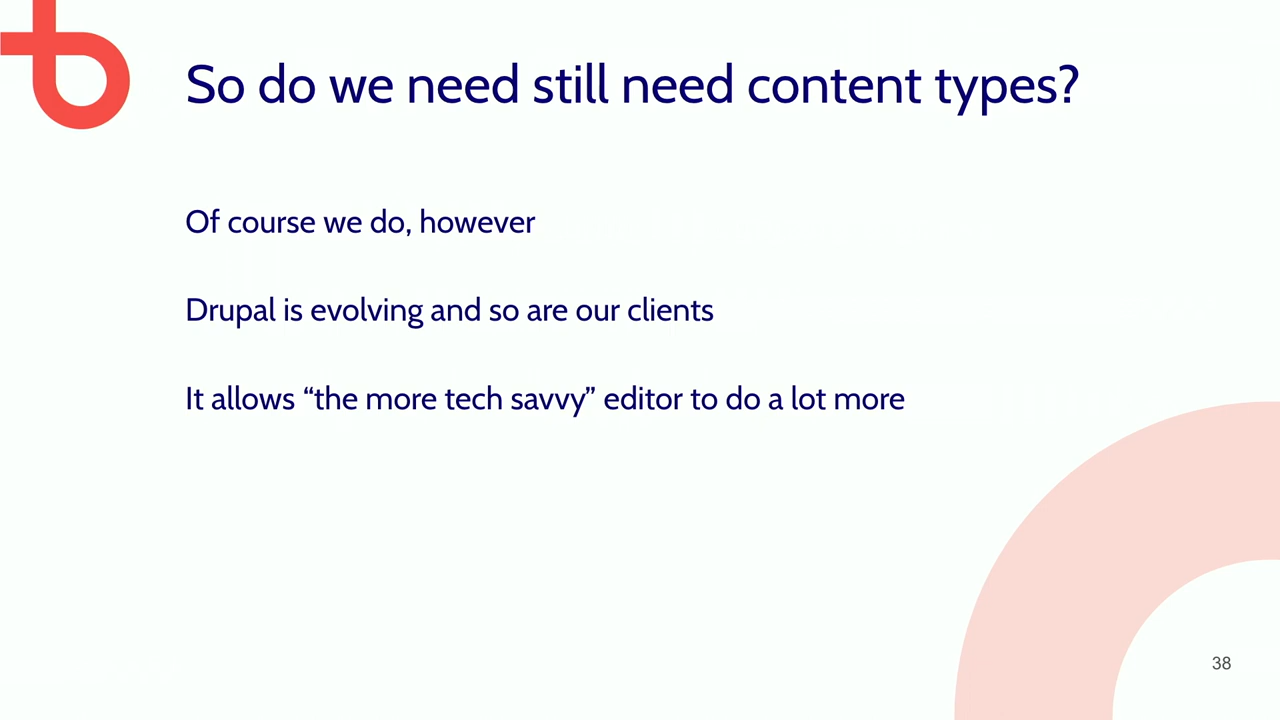 So do we need still need content types?
Of course we do, however
Drupal is evolving and so are our clients
It allows “the more tech savvy” editor to do a lot more
38